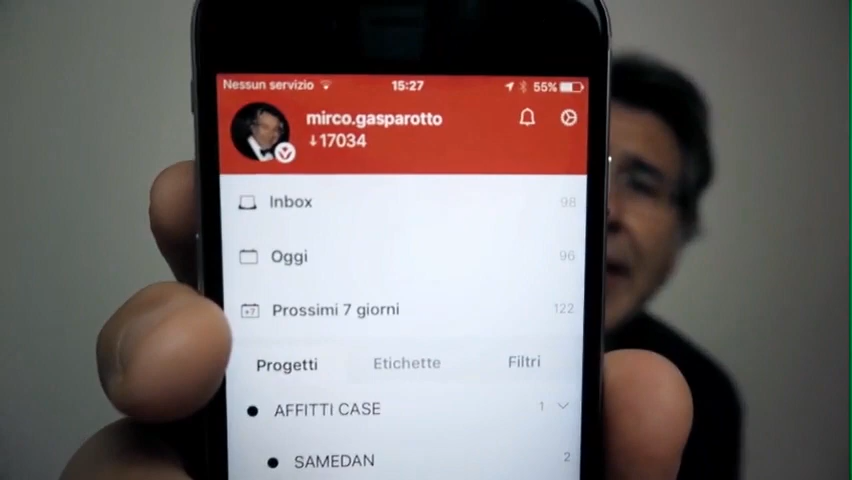 Nessun servizio 15:27 55%
mirco.gasparotto
↓17034
Inbox 98
Oggi 96
+7 Prossimi 7 giorni 122
Progetti Etichette Filtri
AFFITTI CASE 1
SAMEDAN 2